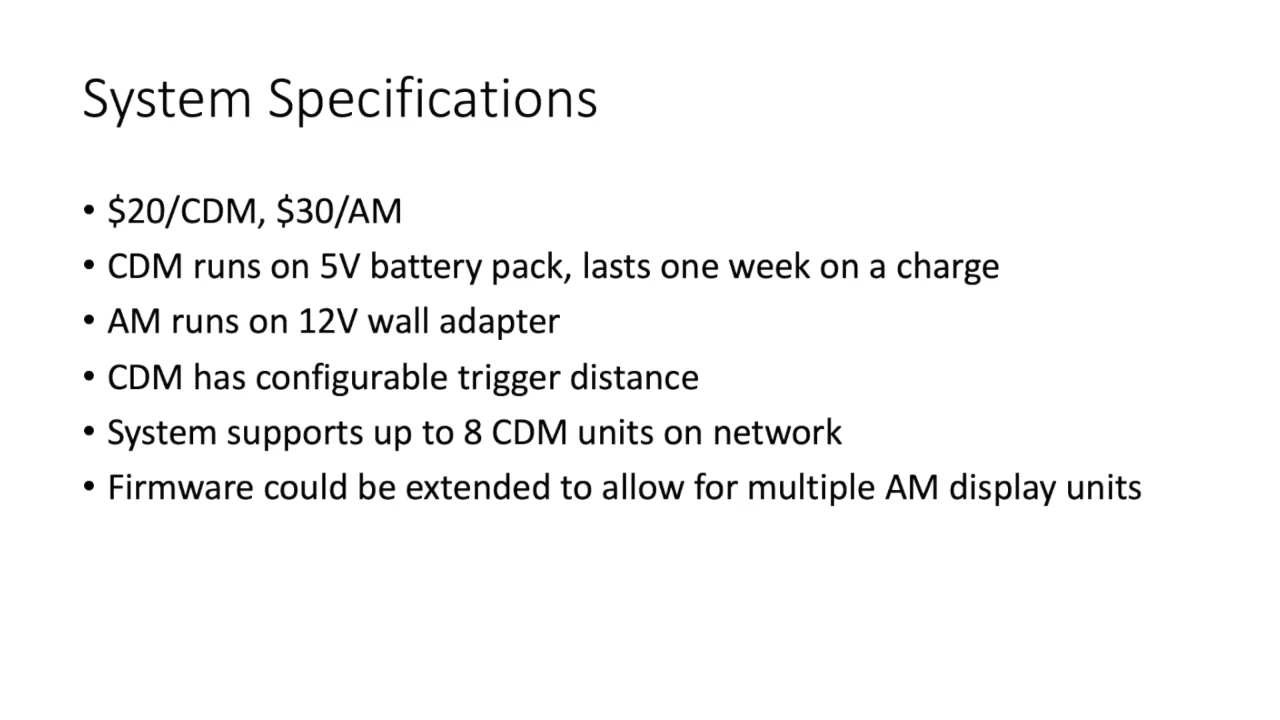 System Specifications
• $20/CDM, $30/AM
• CDM runs on 5V battery pack, lasts one week on a charge
• AM runs on 12V wall adapter
• CDM has configurable trigger distance
• System supports up to 8 CDM units on network
• Firmware could be extended to allow for multiple AM display units